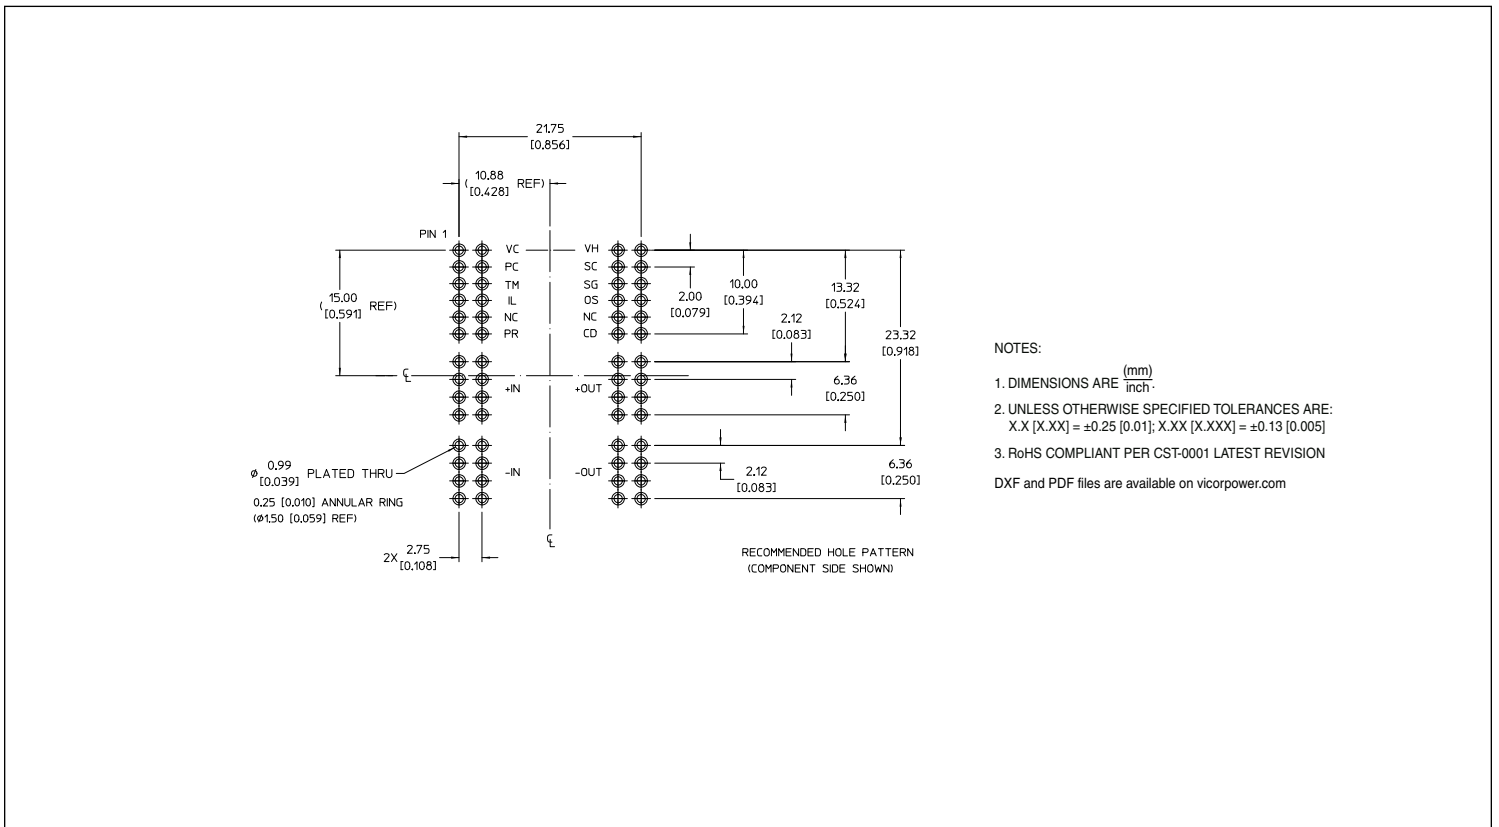 21.75
[0.856]
( 10.88 REF)
[0.428]
PIN 1
VC VH
PC SC
TM SG
IL OS
NC NC
PR CD
( 15.00 REF)
[0.591]
2.00
[0.079]
10.00
[0.394]
2.12
[0.083]
13.32
[0.524]
23.32
[0.918]
6.36
[0.250]
℄
+IN +OUT
-IN -OUT
ø 0.99 PLATED THRU
[0.039]
0.25 [0.010] ANNULAR RING
(ø1.50 [0.059] REF)
2.12
[0.083]
6.36
[0.250]
℄
2X 2.75
[0.108]
RECOMMENDED HOLE PATTERN
(COMPONENT SIDE SHOWN)
NOTES:
1. DIMENSIONS ARE (mm)
inch.
2. UNLESS OTHERWISE SPECIFIED TOLERANCES ARE:
X.X [X.XX] = ±0.25 [0.01]; X.XX [X.XXX] = ±0.13 [0.005]
3. RoHS COMPLIANT PER CST-0001 LATEST REVISION
DXF and PDF files are available on vicorpower.com